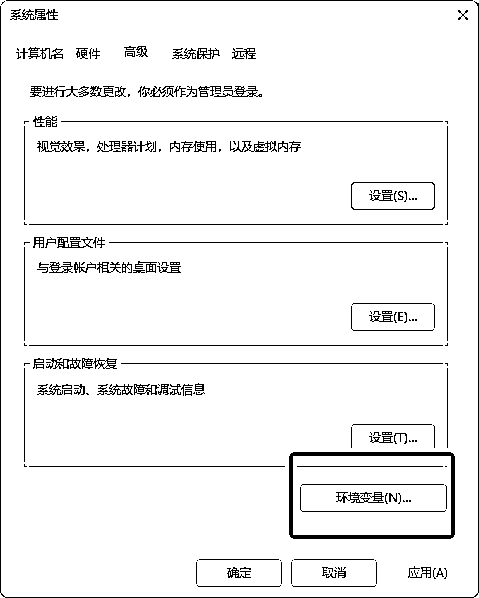 系统属性
计算机名 硬件 高级 系统保护 远程
要进行大多数更改，你必须作为管理员登录。
性能
视觉效果，处理器计划，内存使用，以及虚拟内存
设置(S)...
用户配置文件
与登录帐户相关的桌面设置
设置(E)...
启动和故障恢复
系统启动、系统故障和调试信息
设置(T)...
环境变量(N)...
确定 取消 应用(A)